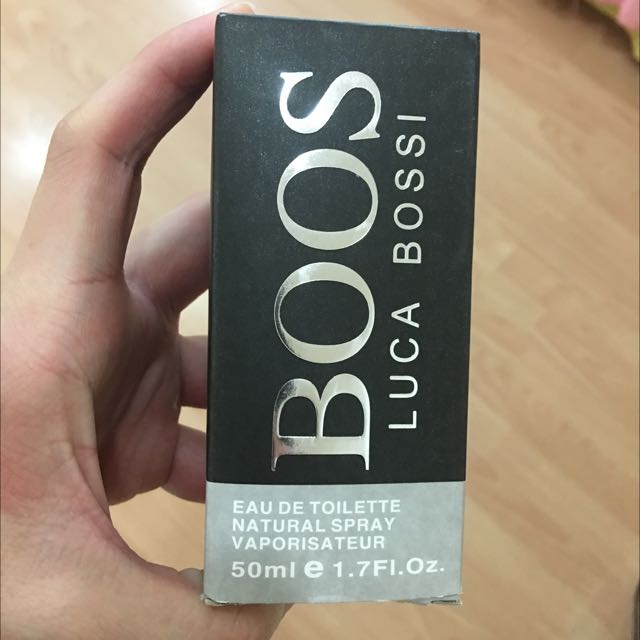 BOOS
LUCA BOSSI
EAU DE TOILETTE
NATURAL SPRAY
VAPORISATEUR
50ml e 1.7Fl.Oz.